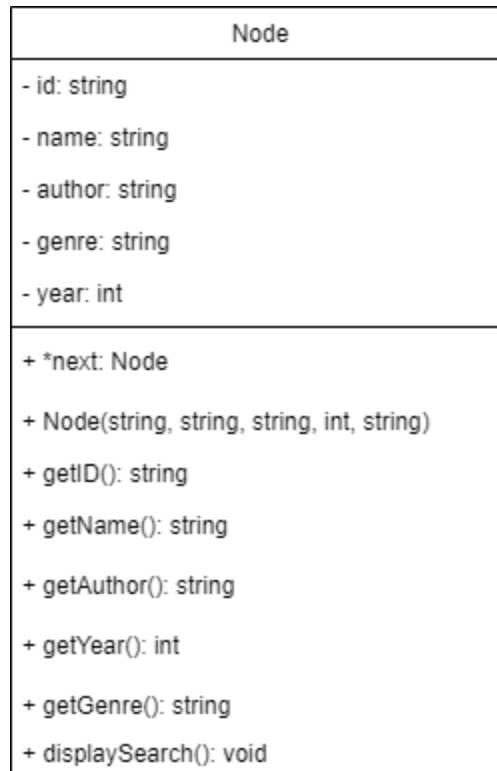 Node
- id: string
- name: string
- author: string
- genre: string
- year: int
+ *next: Node
+ Node(string, string, string, int, string)
+ getID(): string
+ getName(): string
+ getAuthor(): string
+ getYear(): int
+ getGenre(): string
+ displaySearch(): void